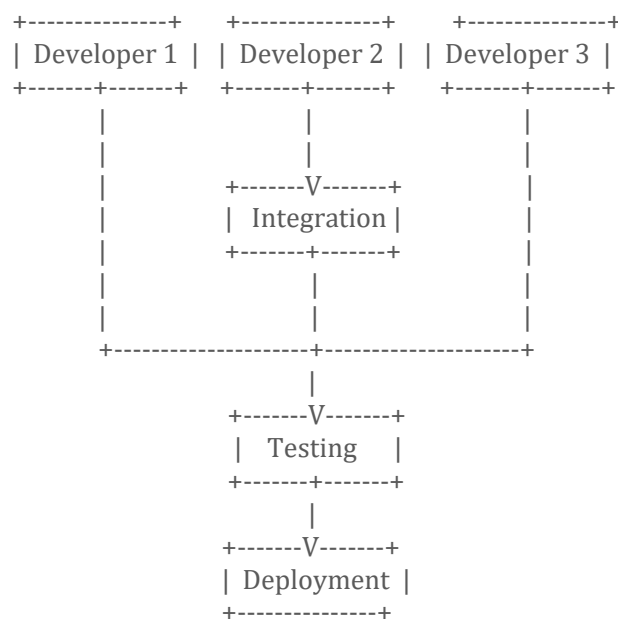 +---------------+ +---------------+ +---------------+
| Developer 1 | | Developer 2 | | Developer 3 |
+-------+-------+ +-------+-------+ +-------+-------+
| | |
| | |
| +-------V-------+ |
| | Integration | |
| +-------+-------+ |
| | |
| | |
+---------------------+---------------------+
|
+-------V-------+
| Testing |
+-------+-------+
|
+-------V-------+
| Deployment |
+---------------+